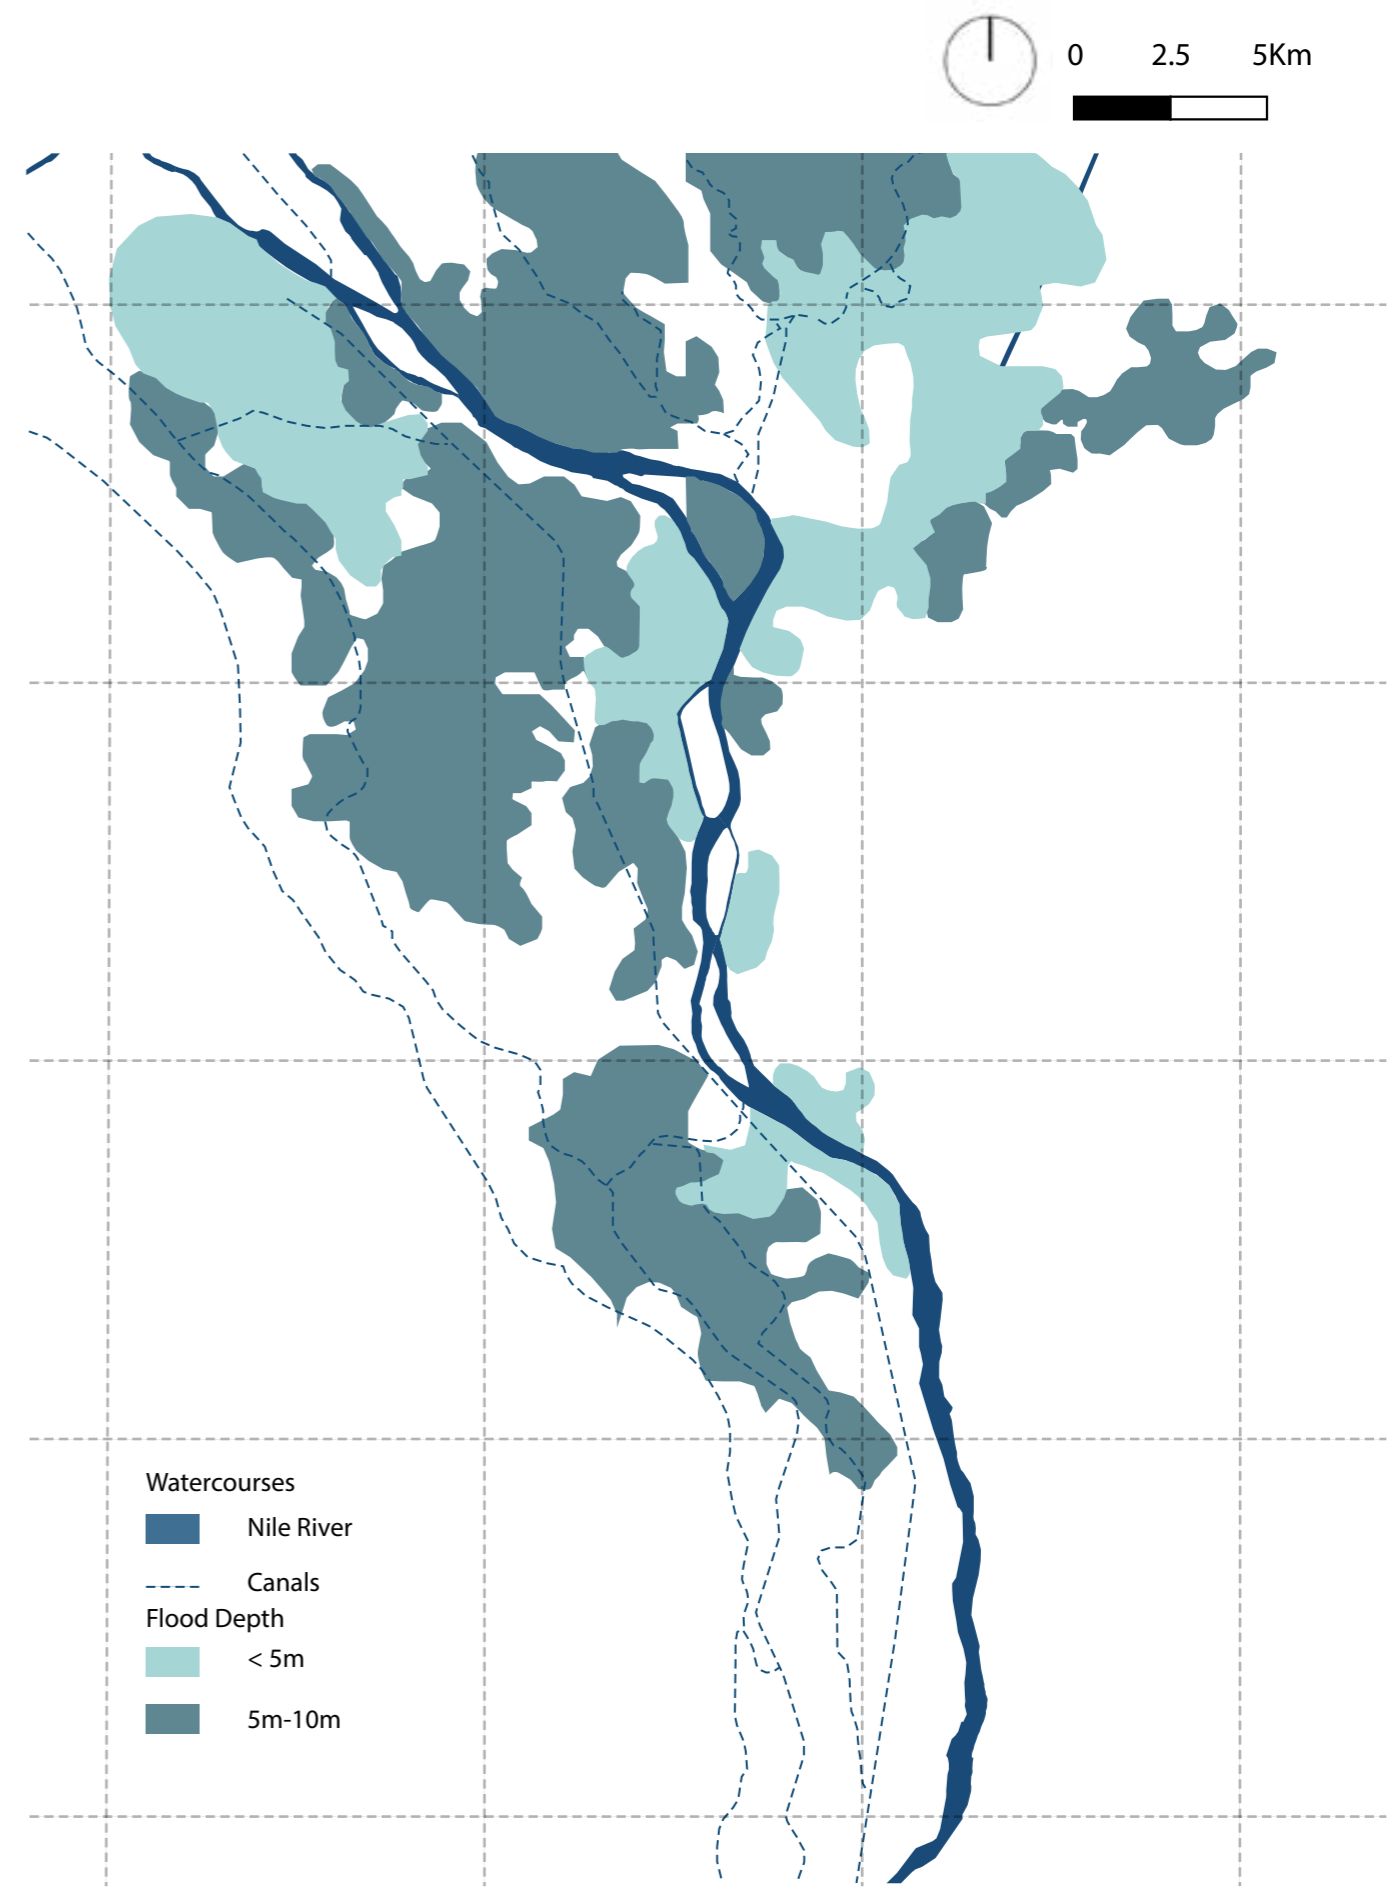 0 2.5 5Km
Watercourses
Nile River
Canals
Flood Depth
< 5m
5m-10m